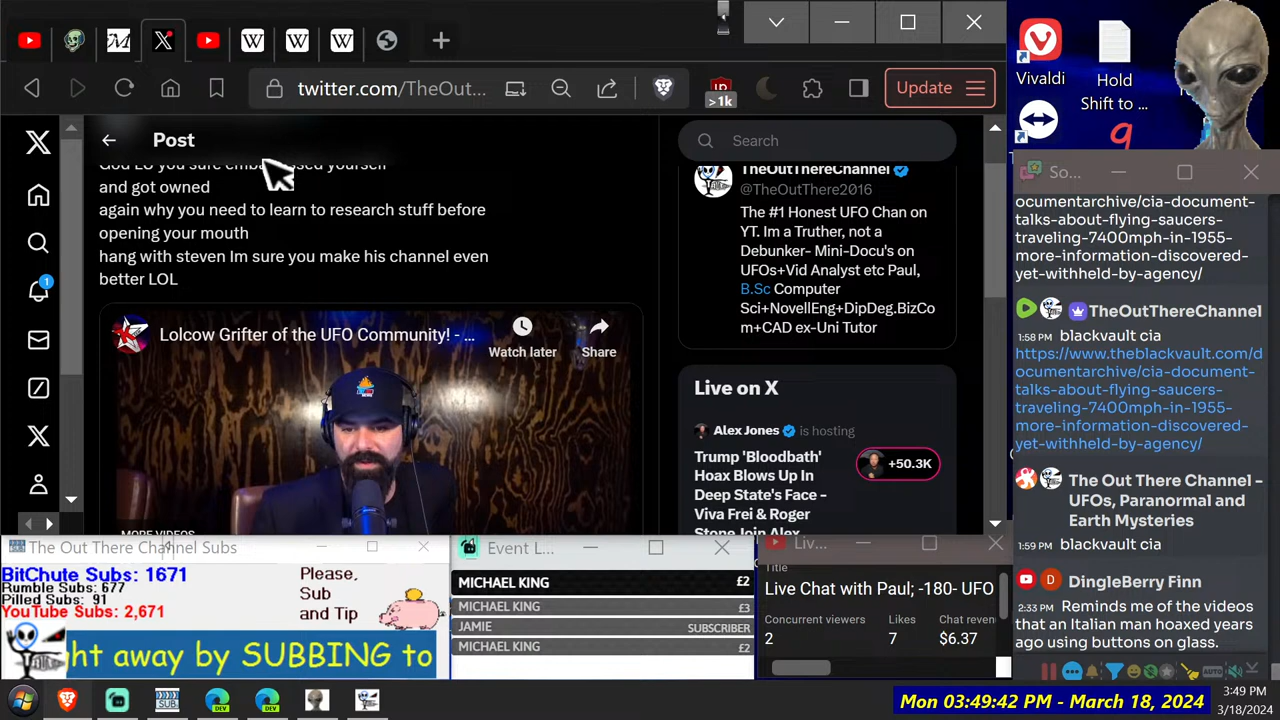 twitter.com/TheOut...
>1k
Update
Vivaldi
Hold
Shift to ...
Post
and got owned
again why you need to learn to research stuff before
opening your mouth
hang with steven Im sure you make his channel even
better LOL
Lolcow Grifter of the UFO Community! - ...
Watch later
Share
Search
TheOutThere
@TheOutThere2016
The #1 Honest UFO Chan on
YT. Im a Truther, not a
Debunker- Mini-Docu's on
UFOs+Vid Analyst etc Paul,
B.Sc Computer
Sci+NovellEng+DipDeg.BizCo
m+CAD ex-Uni Tutor
Live on X
Alex Jones is hosting
Trump 'Bloodbath'
Hoax Blows Up In
Deep State's Face -
Viva Frei & Roger
Stone Join Alex
+50.3K
So...
ocumentarchive/cia-document-
talks-about-flying-saucers-
traveling-7400mph-in-1955-
more-information-discovered-
yet-withheld-by-agency/
TheOutThereChannel
1:58 PM blackvault cia
https://www.theblackvault.com/d
ocumentarchive/cia-document-
talks-about-flying-saucers-
traveling-7400mph-in-1955-
more-information-discovered-
yet-withheld-by-agency/
The Out There Channel -
UFOs, Paranormal and
Earth Mysteries
1:59 PM blackvault cia
DingleBerry Finn
2:33 PM Reminds me of the videos
that an Italian man hoaxed years
ago using buttons on glass.
AUTO
The Out There Channel Subs
BitChute Subs: 1671
Rumble Subs: 677
Pilled Subs: 91
YouTube Subs: 2,671
Please,
Sub
and Tip
ht away by SUBBING to
Event L...
MICHAEL KING £2
MICHAEL KING £3
JAMIE SUBSCRIBER
MICHAEL KING £2
Liv...
Title
Live Chat with Paul; -180- UFO
Concurrent viewers
2
Likes
7
Chat reven
$6.37
Mon 03:49:42 PM - March 18, 2024
3:49 PM
3/18/2024